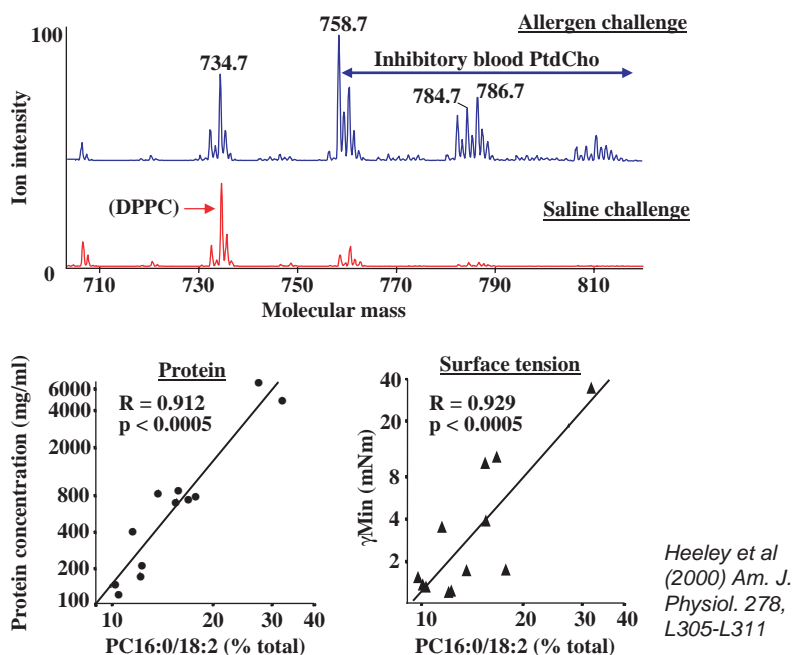 Allergen challenge
100
758.7
Inhibitory blood PtdCho
734.7
784.7
786.7
Ion intensity
(DPPC)
Saline challenge
0
710 730 750 770 790 810
Molecular mass
Protein
R = 0.912
p < 0.0005
Protein concentration (mg/ml)
6000
4000
2000
800
400
200
100
10 20 30 40
PC16:0/18:2 (% total)
Surface tension
R = 0.929
p < 0.0005
γMin (mNm)
40
20
8
4
2
10 20 30 40
PC16:0/18:2 (% total)
Heeley et al
(2000) Am. J.
Physiol. 278,
L305-L311